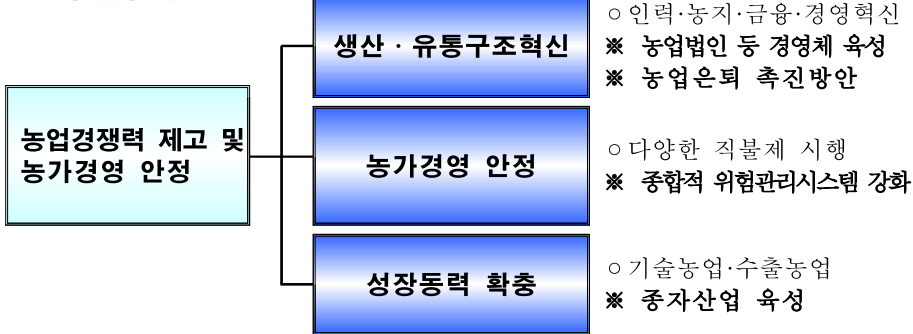 농업경쟁력 제고 및
농가경영 안정
생산 · 유통구조혁신
○ 인력·농지·금융·경영혁신
※ 농업법인 등 경영체 육성
※ 농업은퇴 촉진방안
농가경영 안정
○ 다양한 직불제 시행
※ 종합적 위험관리시스템 강화
성장동력 확충
○ 기술농업·수출농업
※ 종자산업 육성